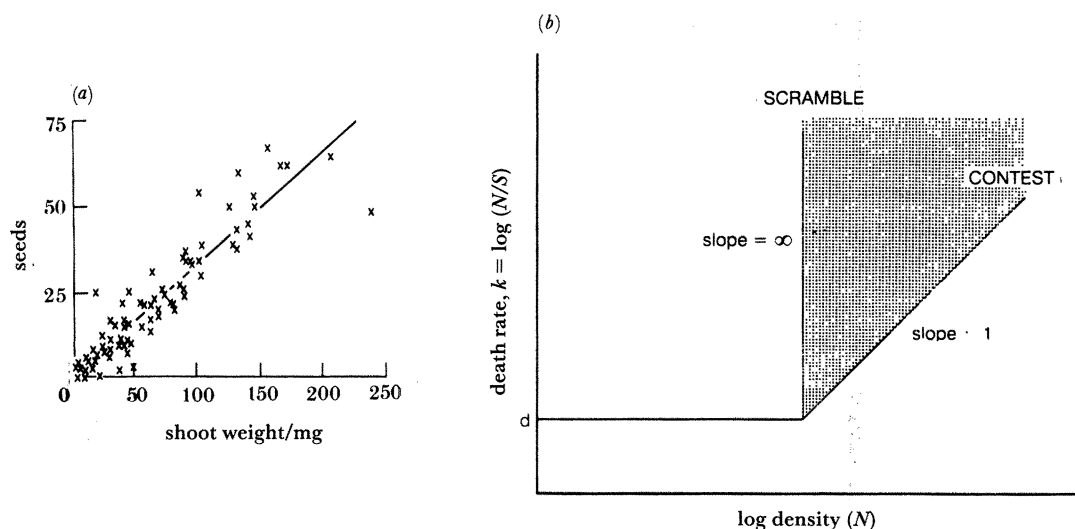 (a)
75
50
25
seeds
0 50 100 150 200 250
shoot weight/mg
(b)
SCRAMBLE
CONTEST
slope = ∞
slope · 1
death rate, k = log (N/S)
d
log density (N)